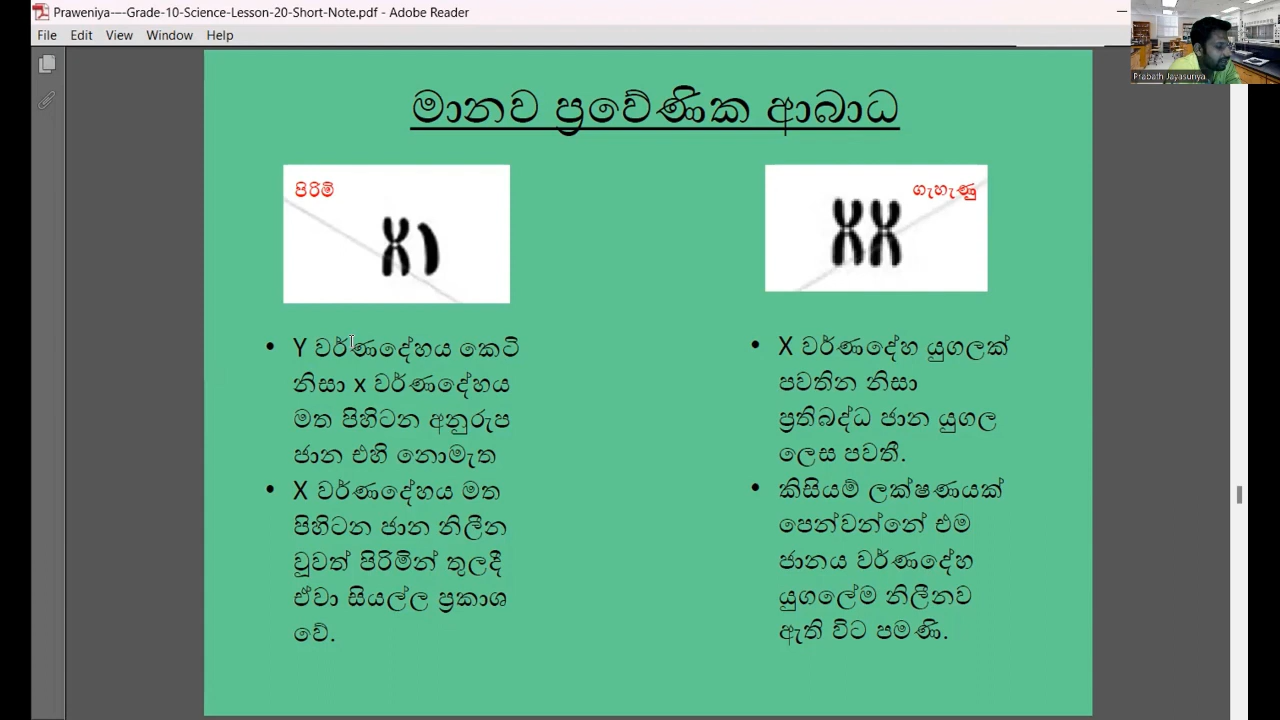 Praweniya-–-Grade-10-Science-Lesson-20-Short-Note.pdf - Adobe Reader
File Edit View Window Help
Prabath Jayasuriya
මානව ප්‍රවේණික ආබාධ
පිරිමි
ගැහැණු
• Y වර්ණදේහය කෙටි
නිසා x වර්ණදේහය
මත පිහිටන අනුරුප
ජාන එහි නොමැත
• X වර්ණදේහය මත
පිහිටන ජාන නිලීන
වූවත් පිරිමින් තුලදී
ඒවා සියල්ල ප්‍රකාශ
වේ.
• X වර්ණදේහ යුගලක්
පවතින නිසා
ප්‍රතිබද්ධ ජාන යුගල
ලෙස පවතී.
• කිසියම් ලක්ෂණයක්
පෙන්වන්නේ එම
ජානය වර්ණදේහ
යුගලේම නිලීනව
ඇති විට පමණි.